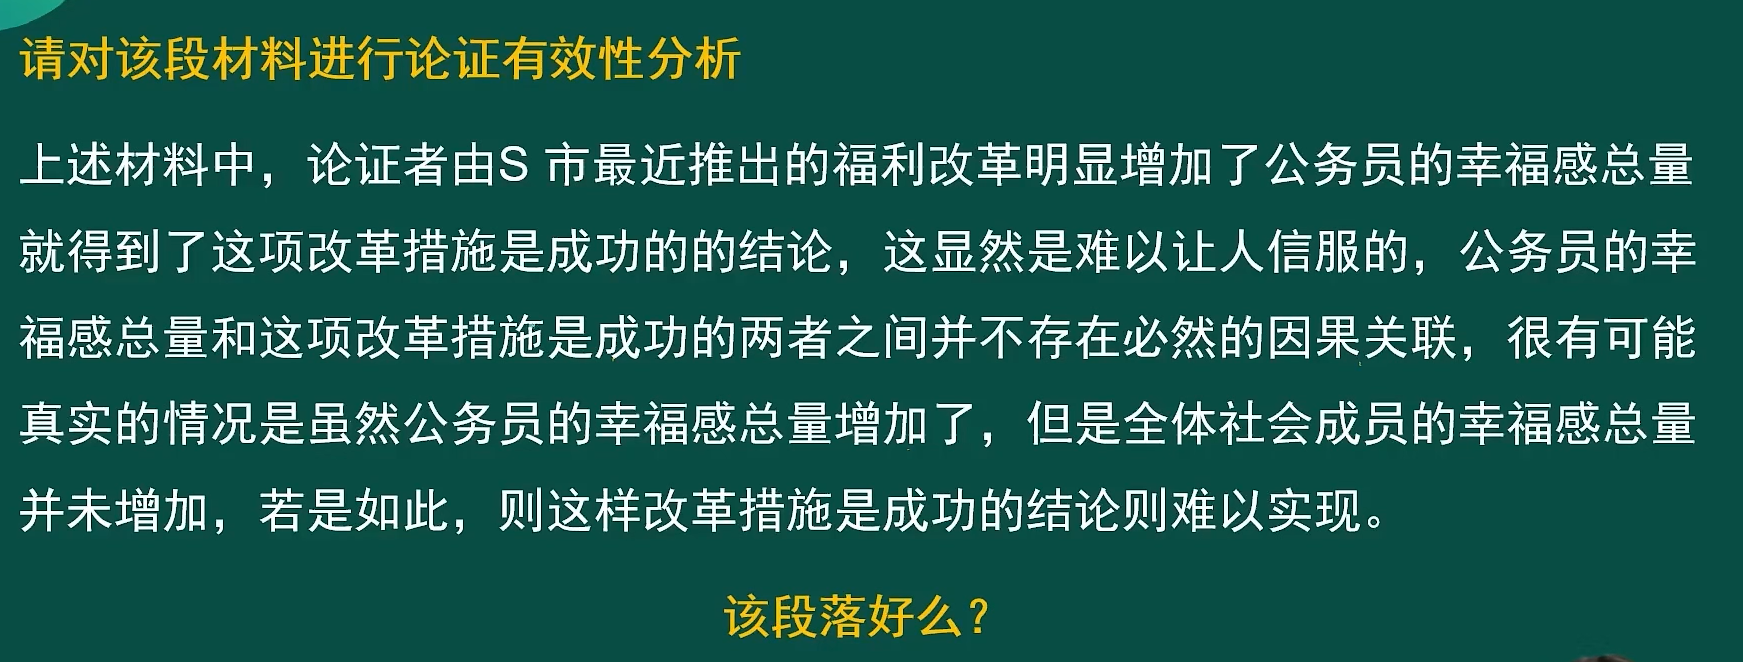 请对该段材料进行论证有效性分析
上述材料中，论证者由S 市最近推出的福利改革明显增加了公务员的幸福感总量
就得到了这项改革措施是成功的的结论，这显然是难以让人信服的，公务员的幸
福感总量和这项改革措施是成功的两者之间并不存在必然的因果关联，很有可能
真实的情况是虽然公务员的幸福感总量增加了，但是全体社会成员的幸福感总量
并未增加，若是如此，则这样改革措施是成功的结论则难以实现。
该段落好么？